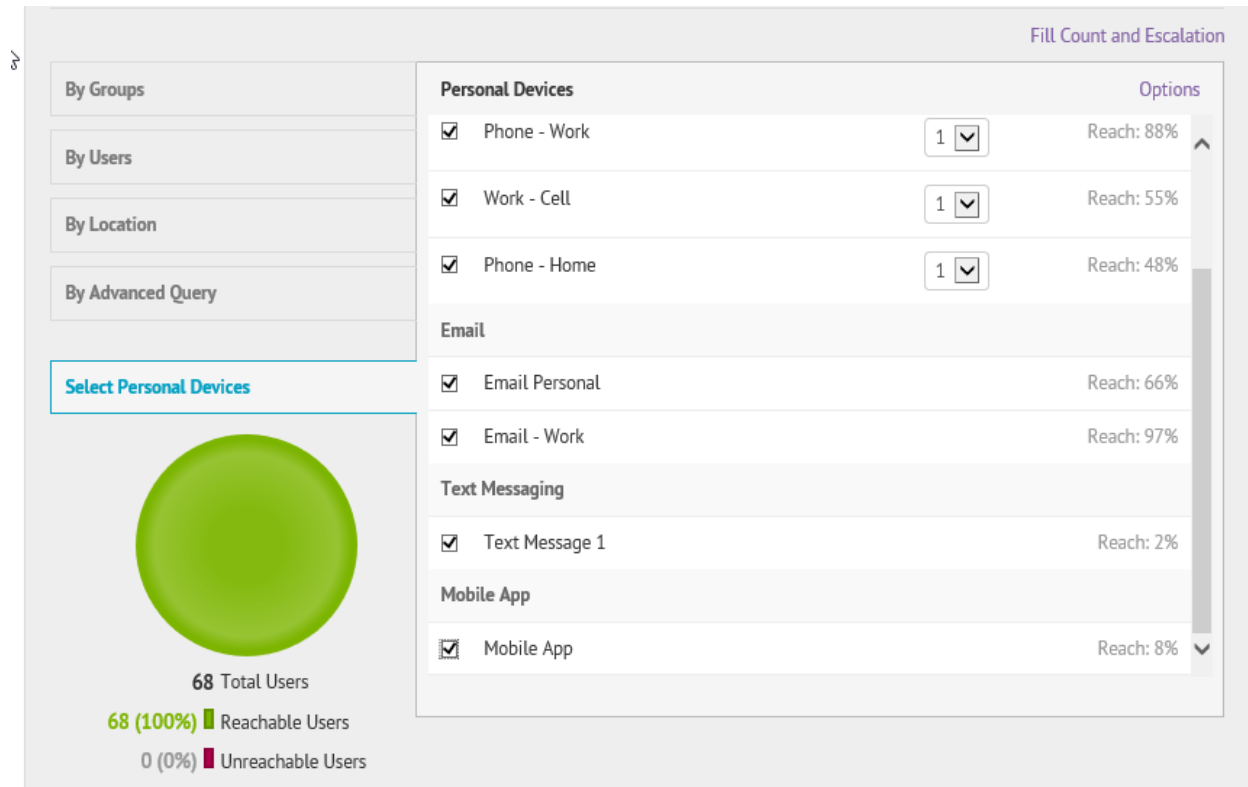 Fill Count and Escalation
By Groups
By Users
By Location
By Advanced Query
Select Personal Devices
68 Total Users
68 (100%) Reachable Users
0 (0%) Unreachable Users
Personal Devices Options
Phone - Work 1 Reach: 88%
Work - Cell 1 Reach: 55%
Phone - Home 1 Reach: 48%
Email
Email Personal Reach: 66%
Email - Work Reach: 97%
Text Messaging
Text Message 1 Reach: 2%
Mobile App
Mobile App Reach: 8%